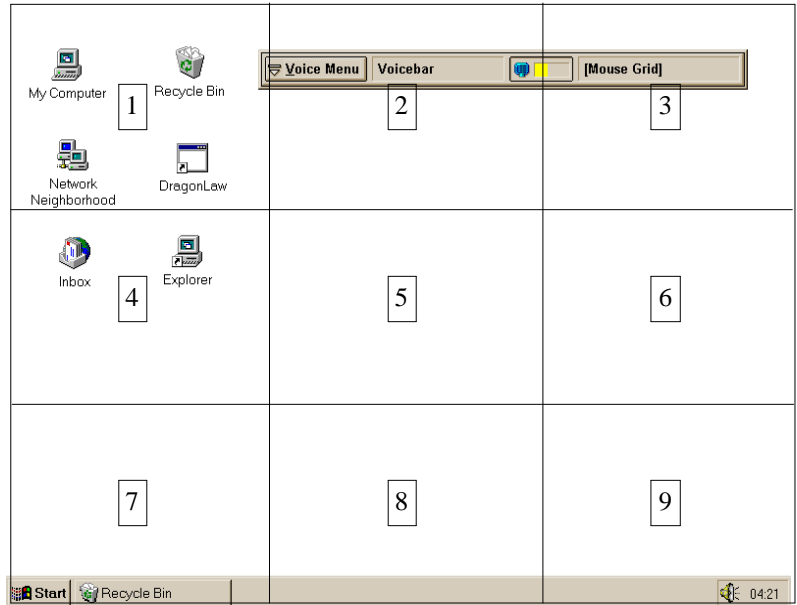 Voice Menu Voicebar [Mouse Grid]
My Computer
Recycle Bin
1
2
3
Network
Neighborhood
DragonLaw
Inbox
Explorer
4
5
6
7
8
9
Start Recycle Bin 04:21